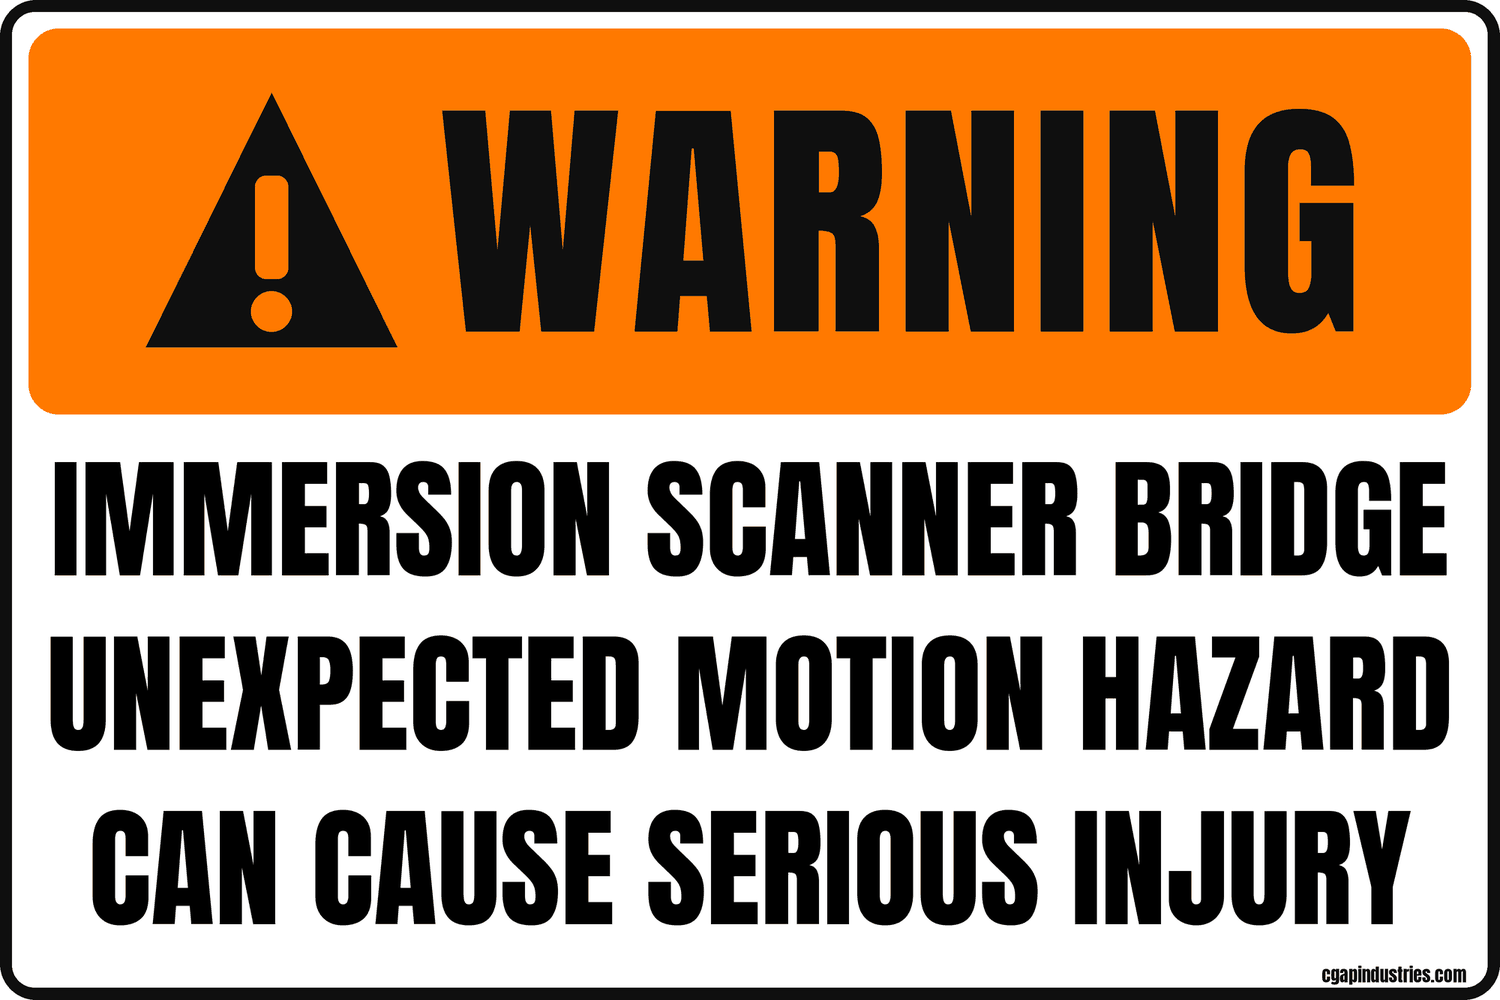 WARNING
IMMERSION SCANNER BRIDGE
UNEXPECTED MOTION HAZARD
CAN CAUSE SERIOUS INJURY
cgapindustries.com